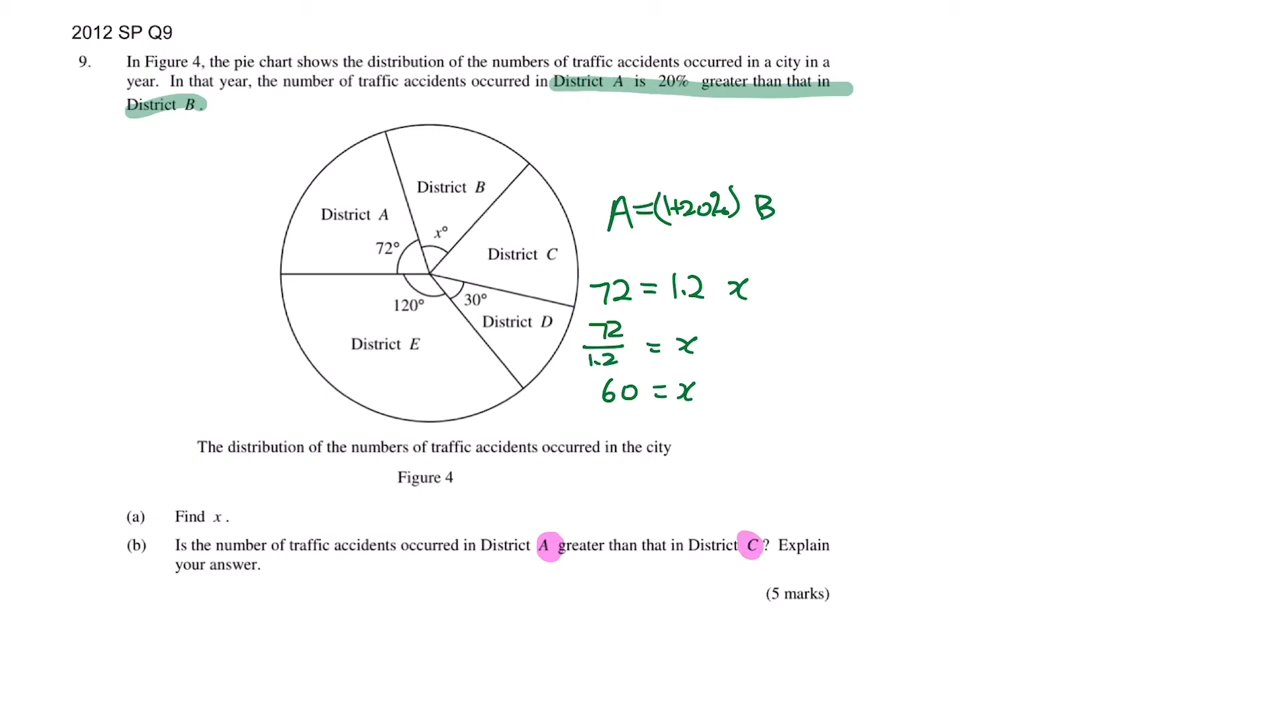 2012 SP Q9
9. In Figure 4, the pie chart shows the distribution of the numbers of traffic accidents occurred in a city in a
year. In that year, the number of traffic accidents occurred in District A is 20% greater than that in
District B.
District B
District A
x°
72°
District C
120°
30°
District D
District E
A=(1+20%) B
72 = 1.2 x
72/1.2 = x
60 = x
The distribution of the numbers of traffic accidents occurred in the city
Figure 4
(a) Find x.
(b) Is the number of traffic accidents occurred in District A greater than that in District C? Explain
your answer.
(5 marks)